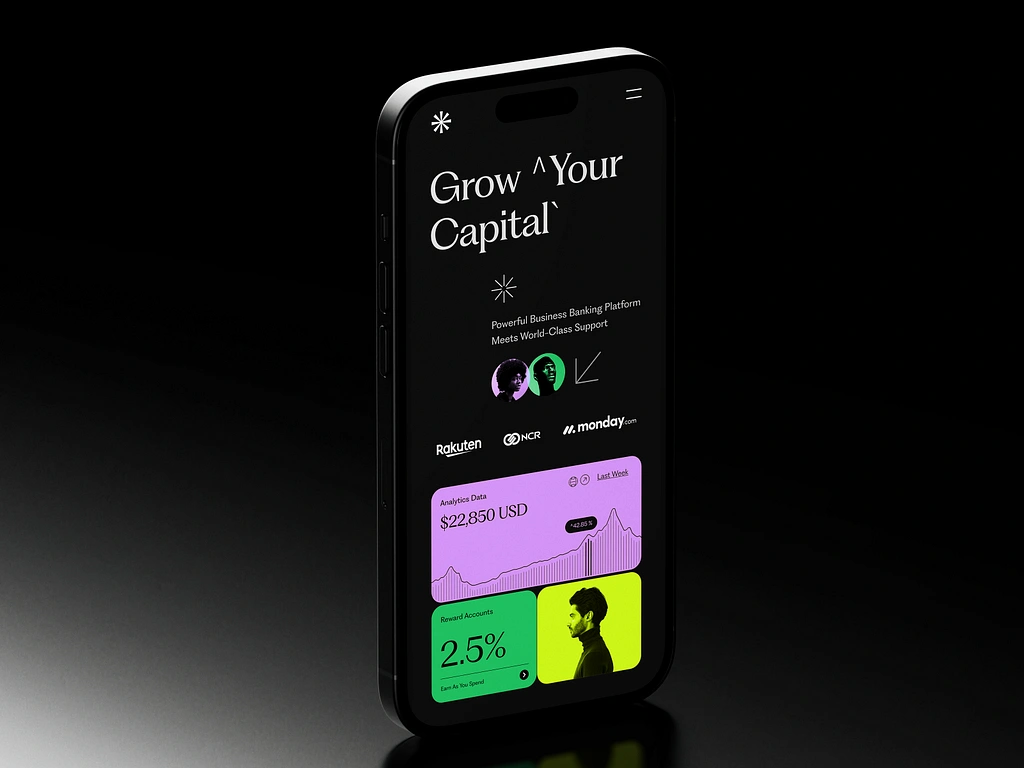 Grow ^Your
Capital`
Powerful Business Banking Platform
Meets World-Class Support
Rakuten
NCR
monday.com
Analytics Data
Last Week
$22,850 USD
^42.85 %
Reward Accounts
2.5%
Earn As You Spend